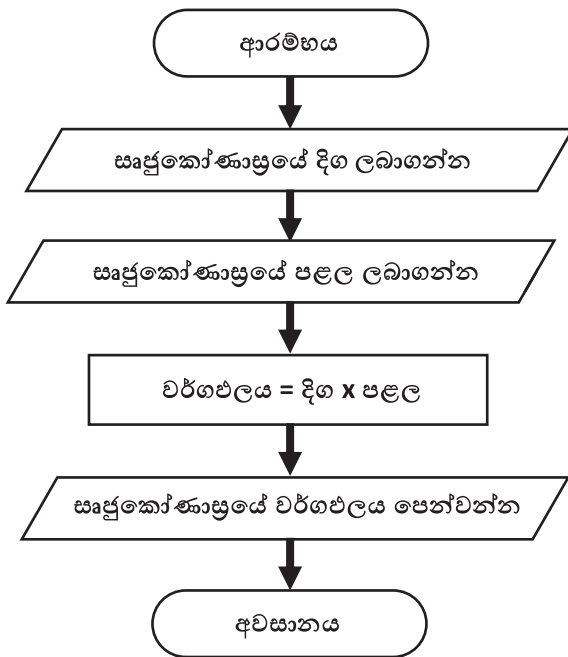 ආරම්භය
සෘජුකෝණාස්‍රයේ දිග ලබාගන්න
සෘජුකෝණාස්‍රයේ පළල ලබාගන්න
වර්ගඵලය = දිග x පළල
සෘජුකෝණාස්‍රයේ වර්ගඵලය පෙන්වන්න
අවසානය